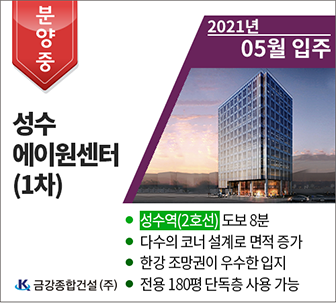 분양중
2021년
05월 입주
성수
에이원센터
(1차)
성수역(2호선) 도보 8분
다수의 코너 설계로 면적 증가
한강 조망권이 우수한 입지
전용 180평 단독층 사용 가능
금강종합건설 (주)